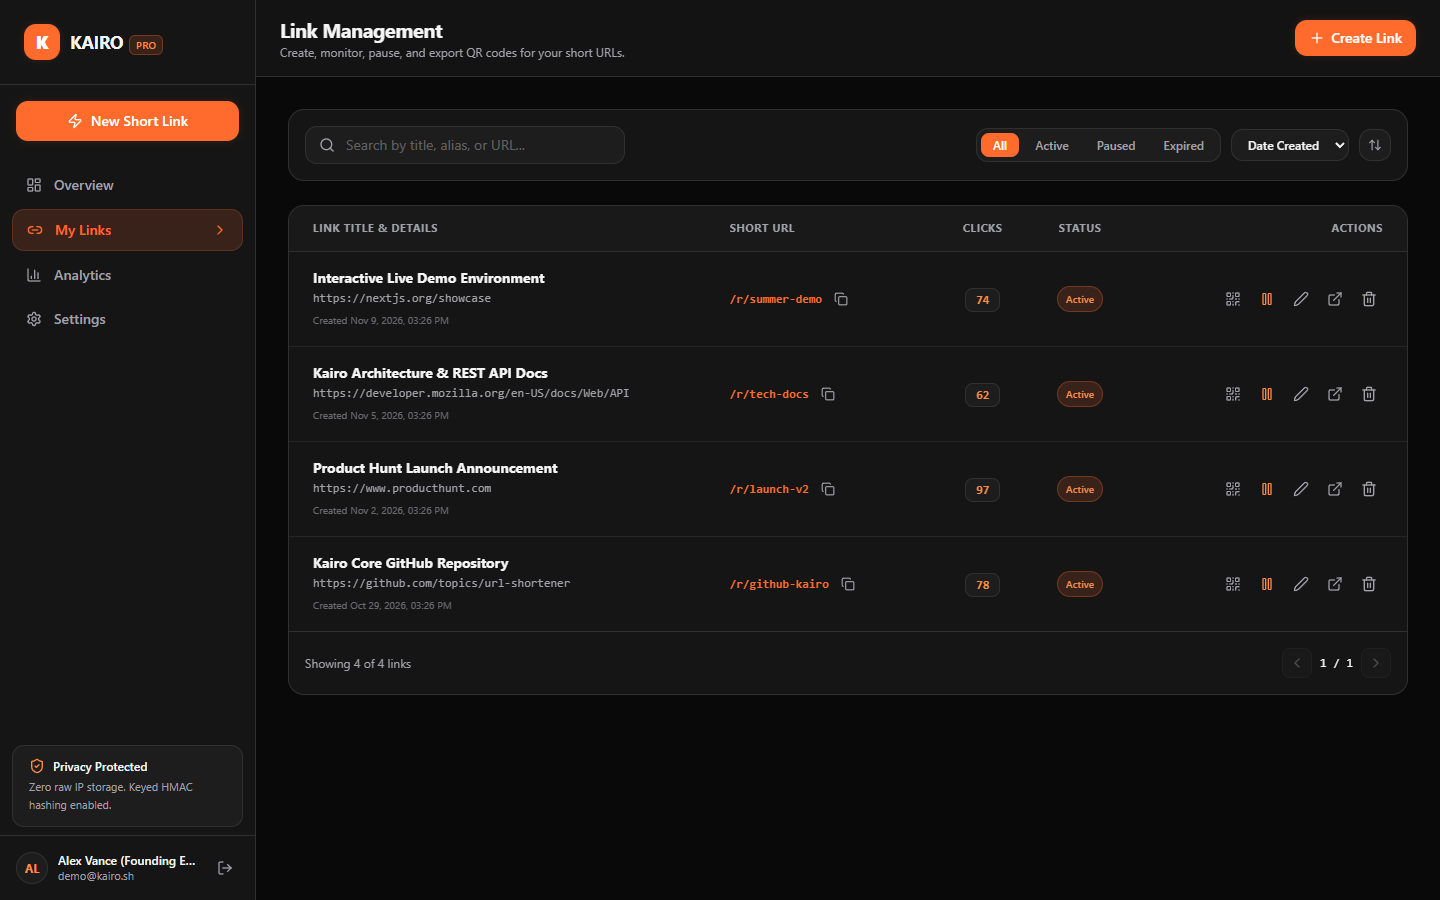 K KAIRO PRO
New Short Link
Overview
My Links
Analytics
Settings
Privacy Protected
Zero raw IP storage. Keyed HMAC
hashing enabled.
AL
Alex Vance (Founding E...
demo@kairo.sh
Link Management
Create, monitor, pause, and export QR codes for your short URLs.
Create Link
Search by title, alias, or URL...
All Active Paused Expired
Date Created
LINK TITLE & DETAILS SHORT URL CLICKS STATUS ACTIONS
Interactive Live Demo Environment
https://nextjs.org/showcase
Created Nov 9, 2026, 03:26 PM
/r/summer-demo 74 Active
Kairo Architecture & REST API Docs
https://developer.mozilla.org/en-US/docs/Web/API
Created Nov 5, 2026, 03:26 PM
/r/tech-docs 62 Active
Product Hunt Launch Announcement
https://www.producthunt.com
Created Nov 2, 2026, 03:26 PM
/r/launch-v2 97 Active
Kairo Core GitHub Repository
https://github.com/topics/url-shortener
Created Oct 29, 2026, 03:26 PM
/r/github-kairo 78 Active
Showing 4 of 4 links
1 / 1